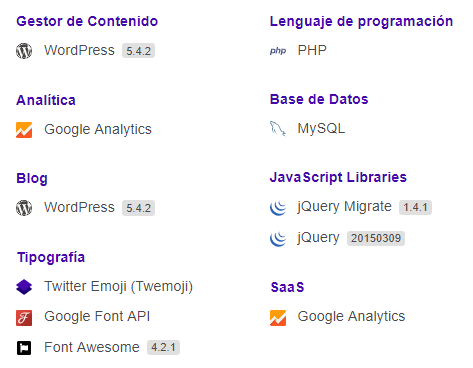 Gestor de Contenido
WordPress 5.4.2
Analítica
Google Analytics
Blog
WordPress 5.4.2
Tipografía
Twitter Emoji (Twemoji)
Google Font API
Font Awesome 4.2.1
Lenguaje de programación
php PHP
Base de Datos
MySQL
JavaScript Libraries
jQuery Migrate 1.4.1
jQuery 20150309
SaaS
Google Analytics